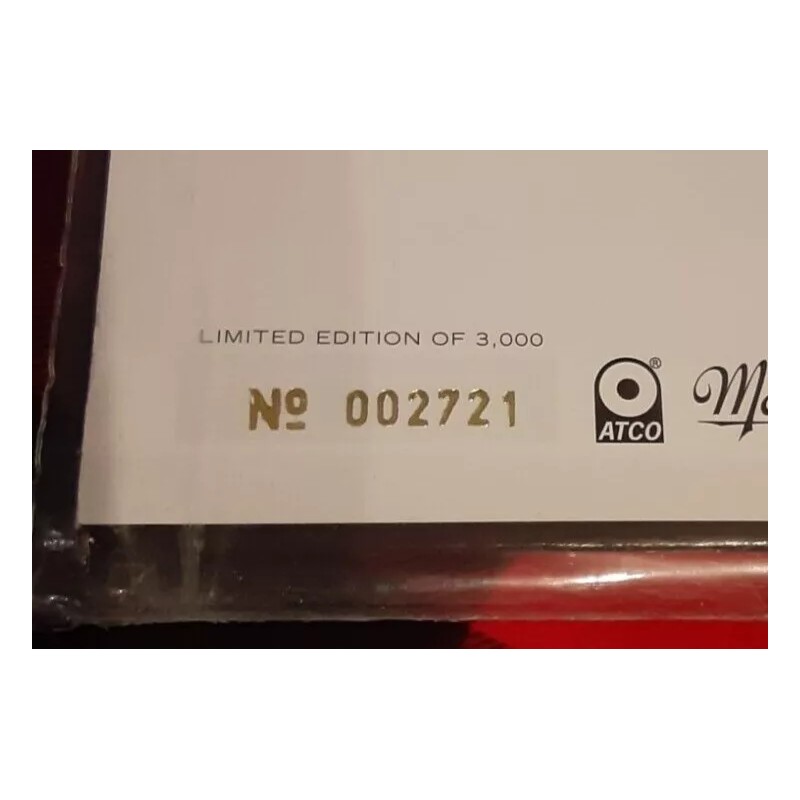 LIMITED EDITION OF 3,000
Nº 002721
®
ATCO